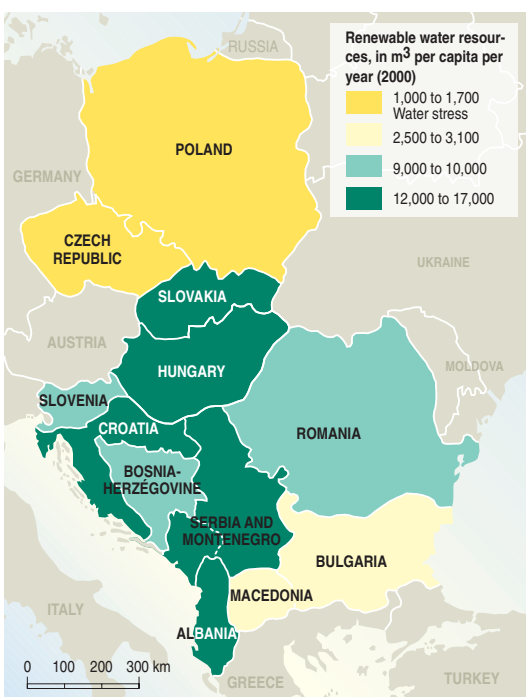 Renewable water resour-
ces, in m3 per capita per
year (2000)
1,000 to 1,700
Water stress
2,500 to 3,100
9,000 to 10,000
12,000 to 17,000
RUSSIA
POLAND
GERMANY
CZECH
REPUBLIC
UKRAINE
SLOVAKIA
AUSTRIA
MOLDOVA
HUNGARY
SLOVENIA
CROATIA
ROMANIA
BOSNIA-
HERZÉGOVINE
SERBIA AND
MONTENEGRO
BULGARIA
MACEDONIA
ITALY
ALBANIA
GREECE
TURKEY
0 100 200 300 km